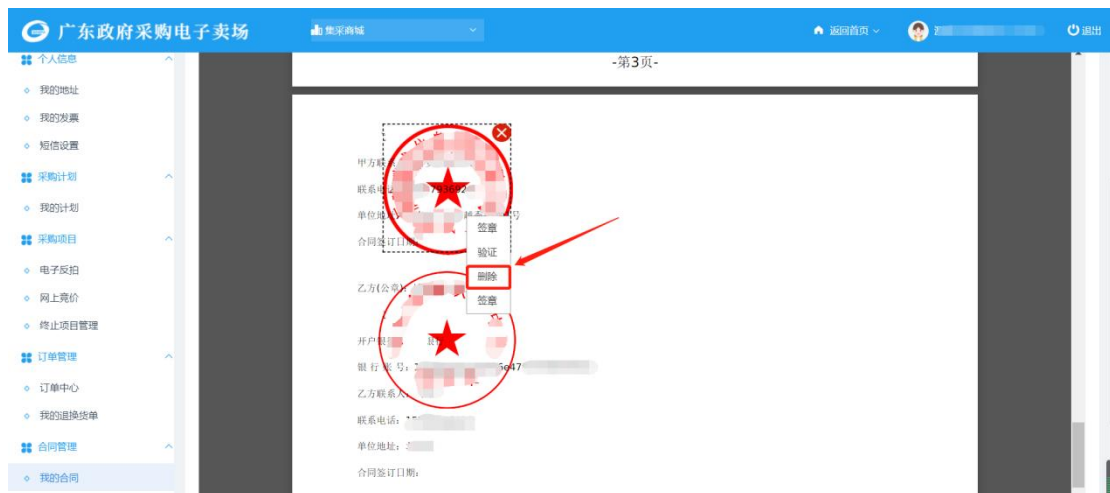 广东政府采购电子卖场
集采商城
返回首页
退出
个人信息
我的地址
我的发票
短信设置
采购计划
我的计划
采购项目
电子反拍
网上竞价
终止项目管理
订单管理
订单中心
我的退换货单
合同管理
我的合同
-第3页-
甲方联
联系电
单位地
号
合同签订日期
签章
验证
删除
签章
乙方(公章):
开户银
银行账号:
乙方联系人:
联系电话:
单位地址:
合同签订日期: